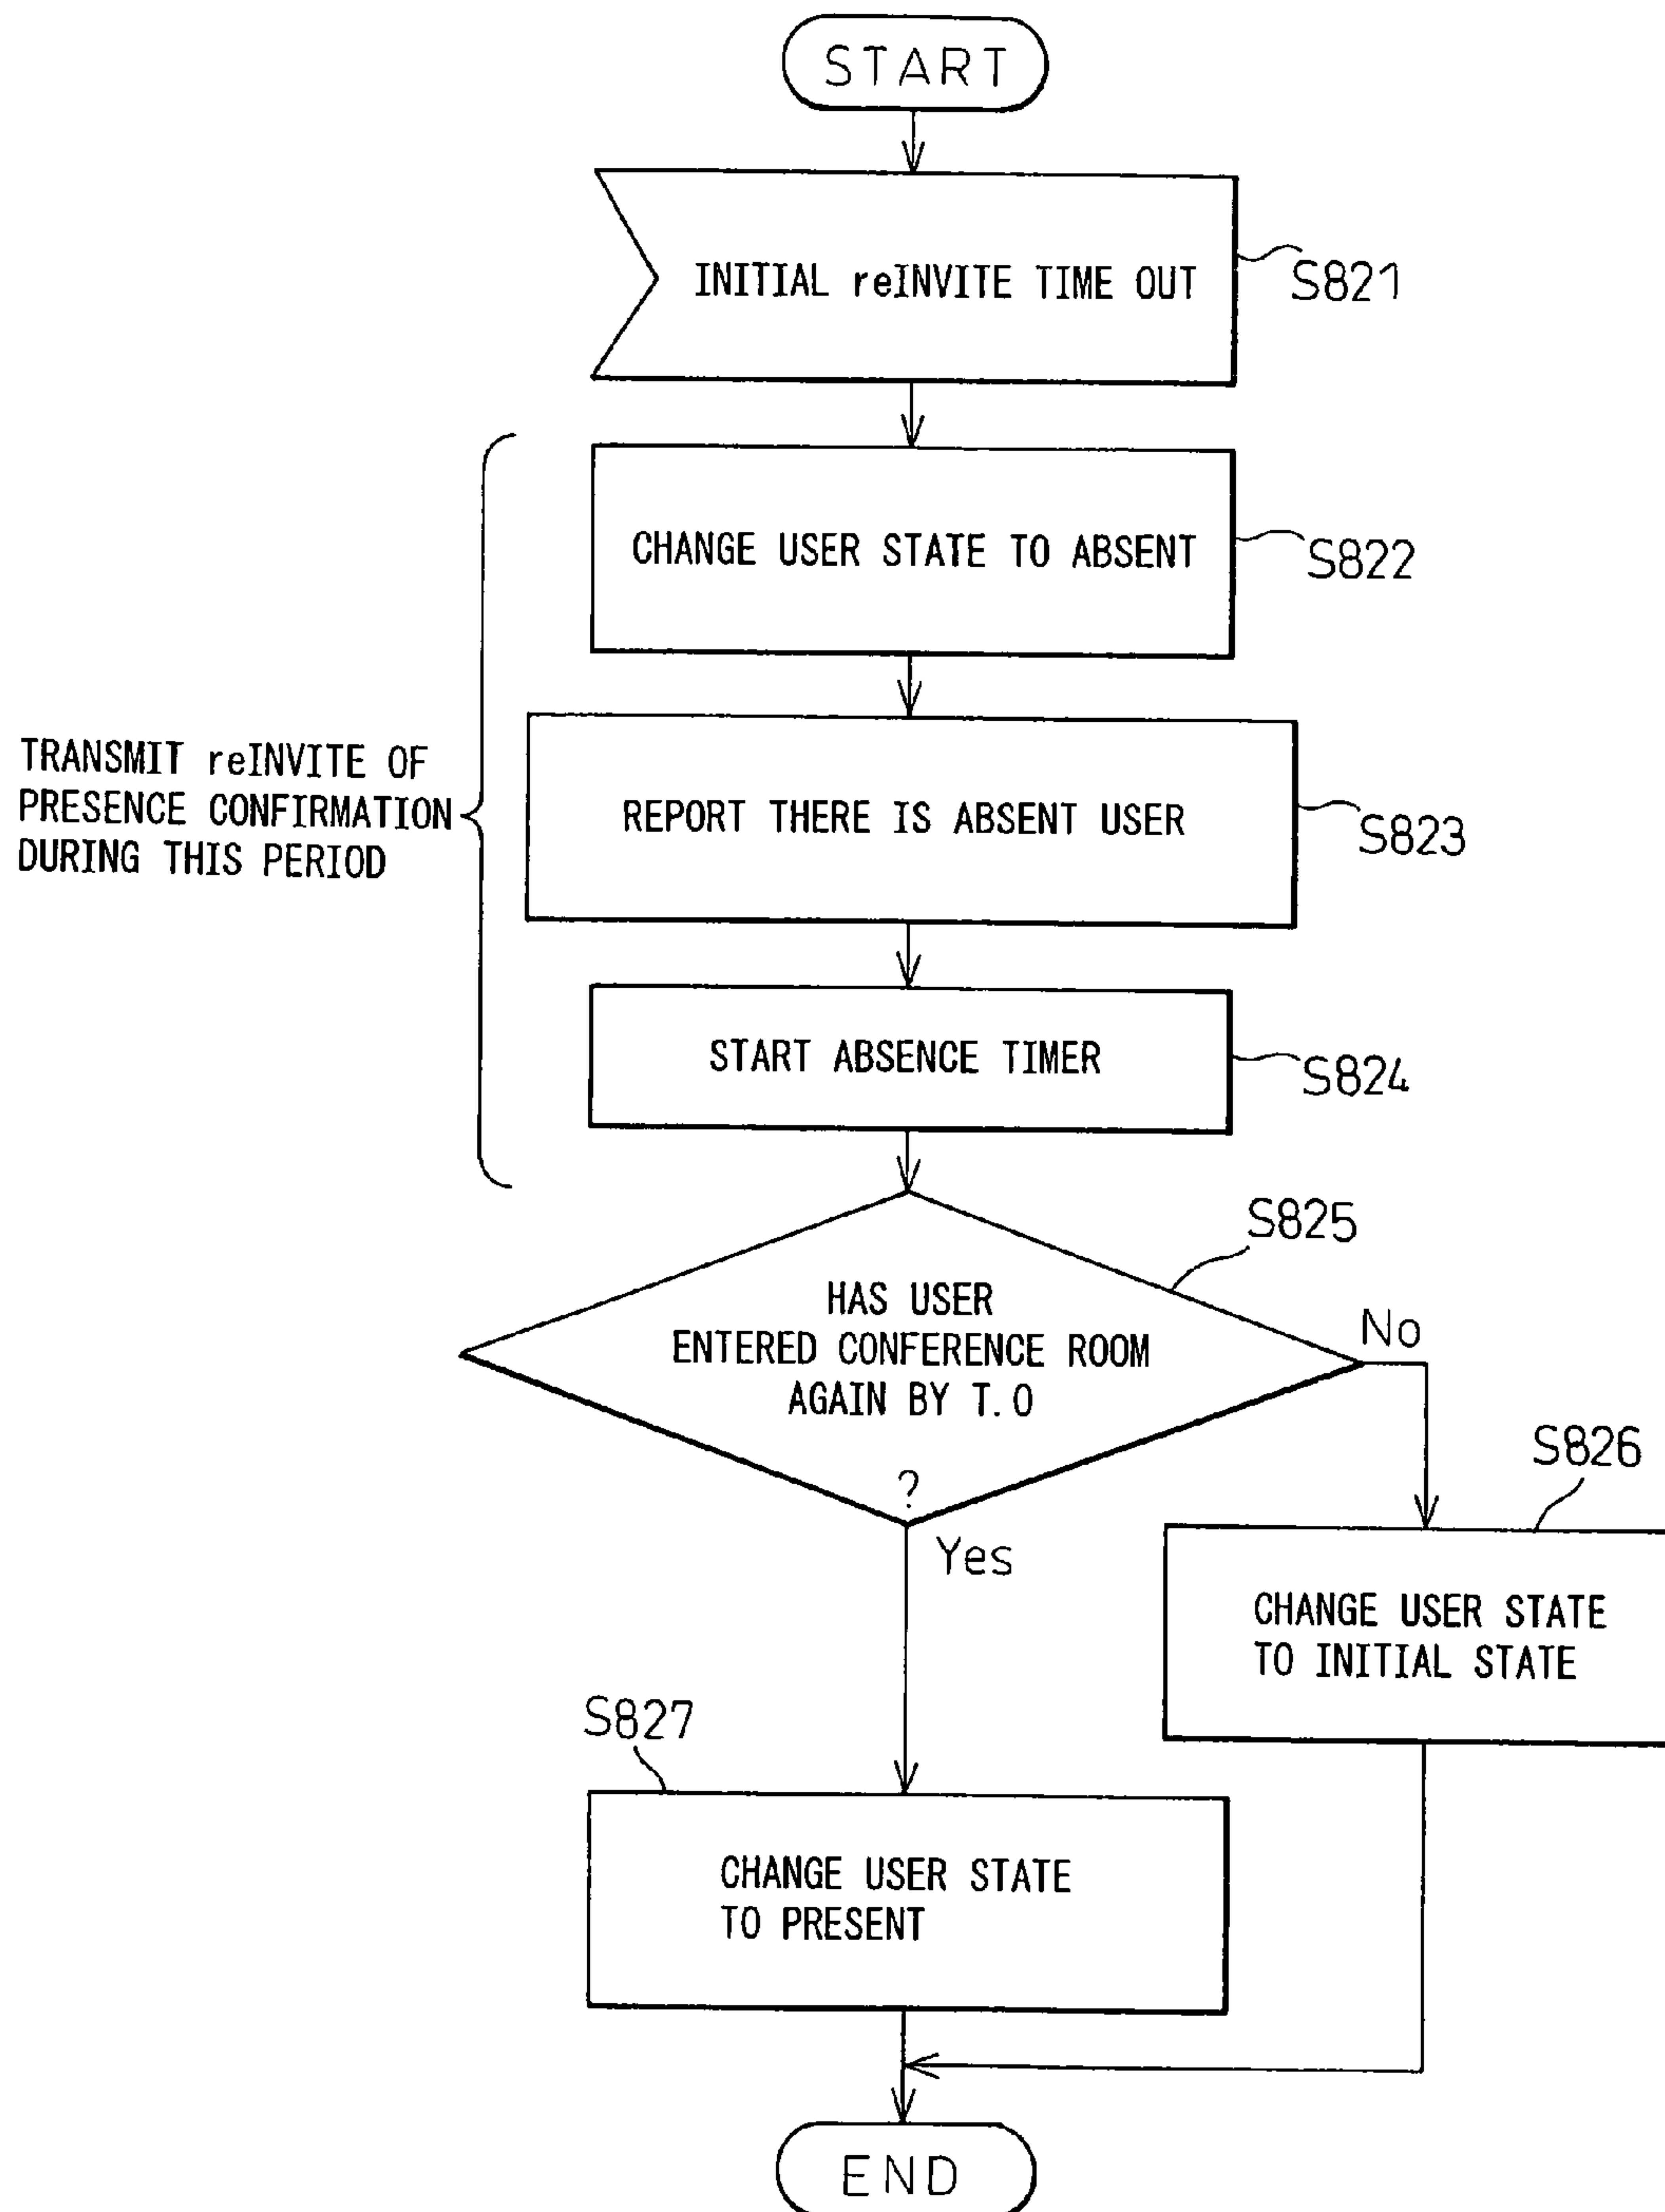 START
INITIAL reINVITE TIME OUT
S821
CHANGE USER STATE TO ABSENT
S822
TRANSMIT reINVITE OF
PRESENCE CONFIRMATION
DURING THIS PERIOD
REPORT THERE IS ABSENT USER
S823
START ABSENCE TIMER
S824
S825
HAS USER
ENTERED CONFERENCE ROOM
AGAIN BY T.O
?
No
Yes
S826
CHANGE USER STATE
TO INITIAL STATE
S827
CHANGE USER STATE
TO PRESENT
END